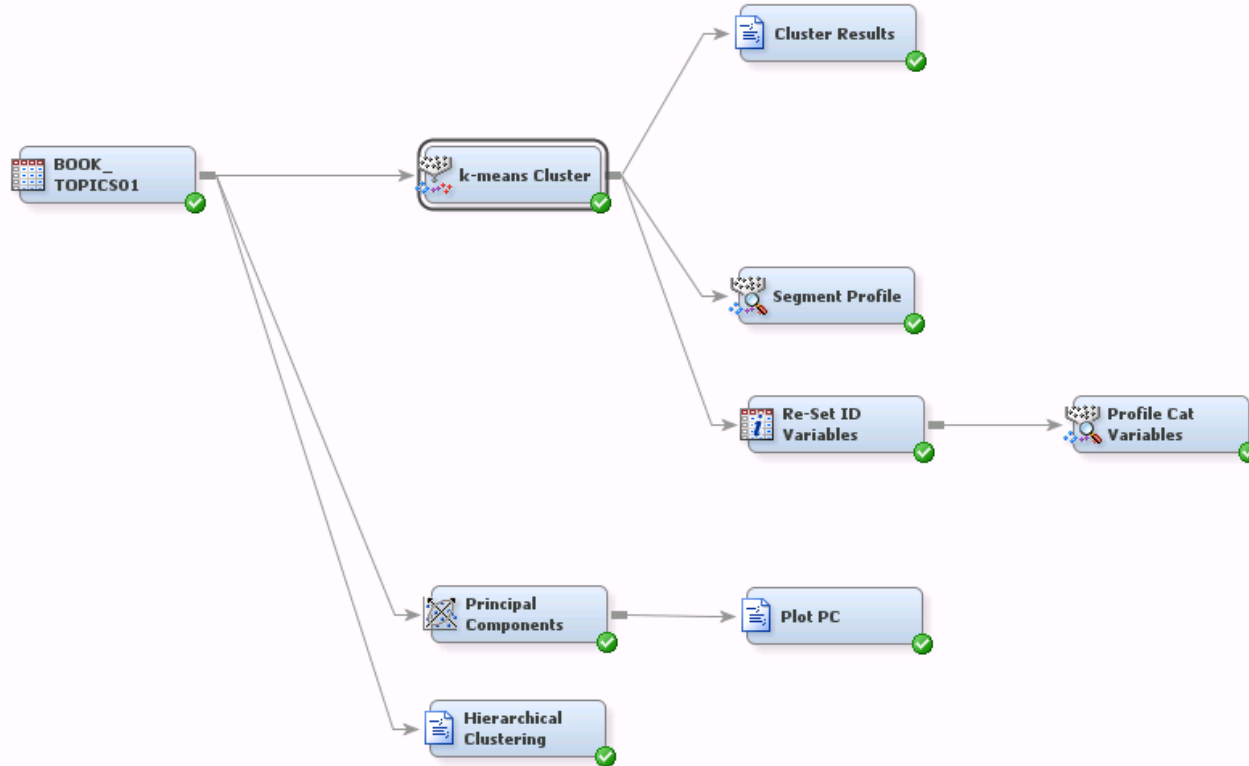 Cluster Results
BOOK_
TOPICS01
k-means Cluster
Segment Profile
Re-Set ID
Variables
Profile Cat
Variables
Principal
Components
Plot PC
Hierarchical
Clustering